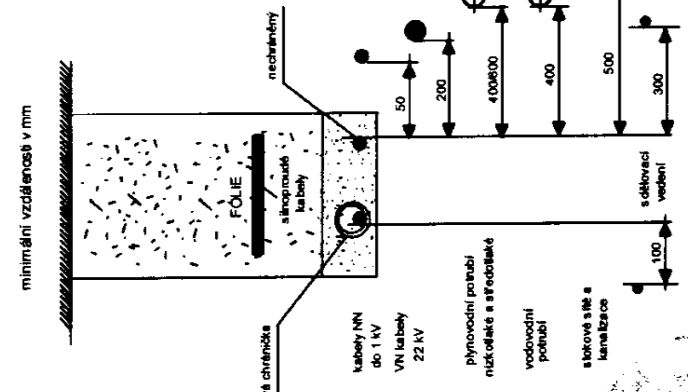 minimální vzdálenosti v mm
nechráněný
FÓLIE
silnoproudé
kabely
chránička
kabely NN
do 1 kV
VN kabely
22 kV
plynovodní potrubí
nízkotlaké a středotlaké
vodovodní
potrubí
stokové sítě a
kanalizace
sdělovací
vedení
50
200
400/600
400
500
300
100